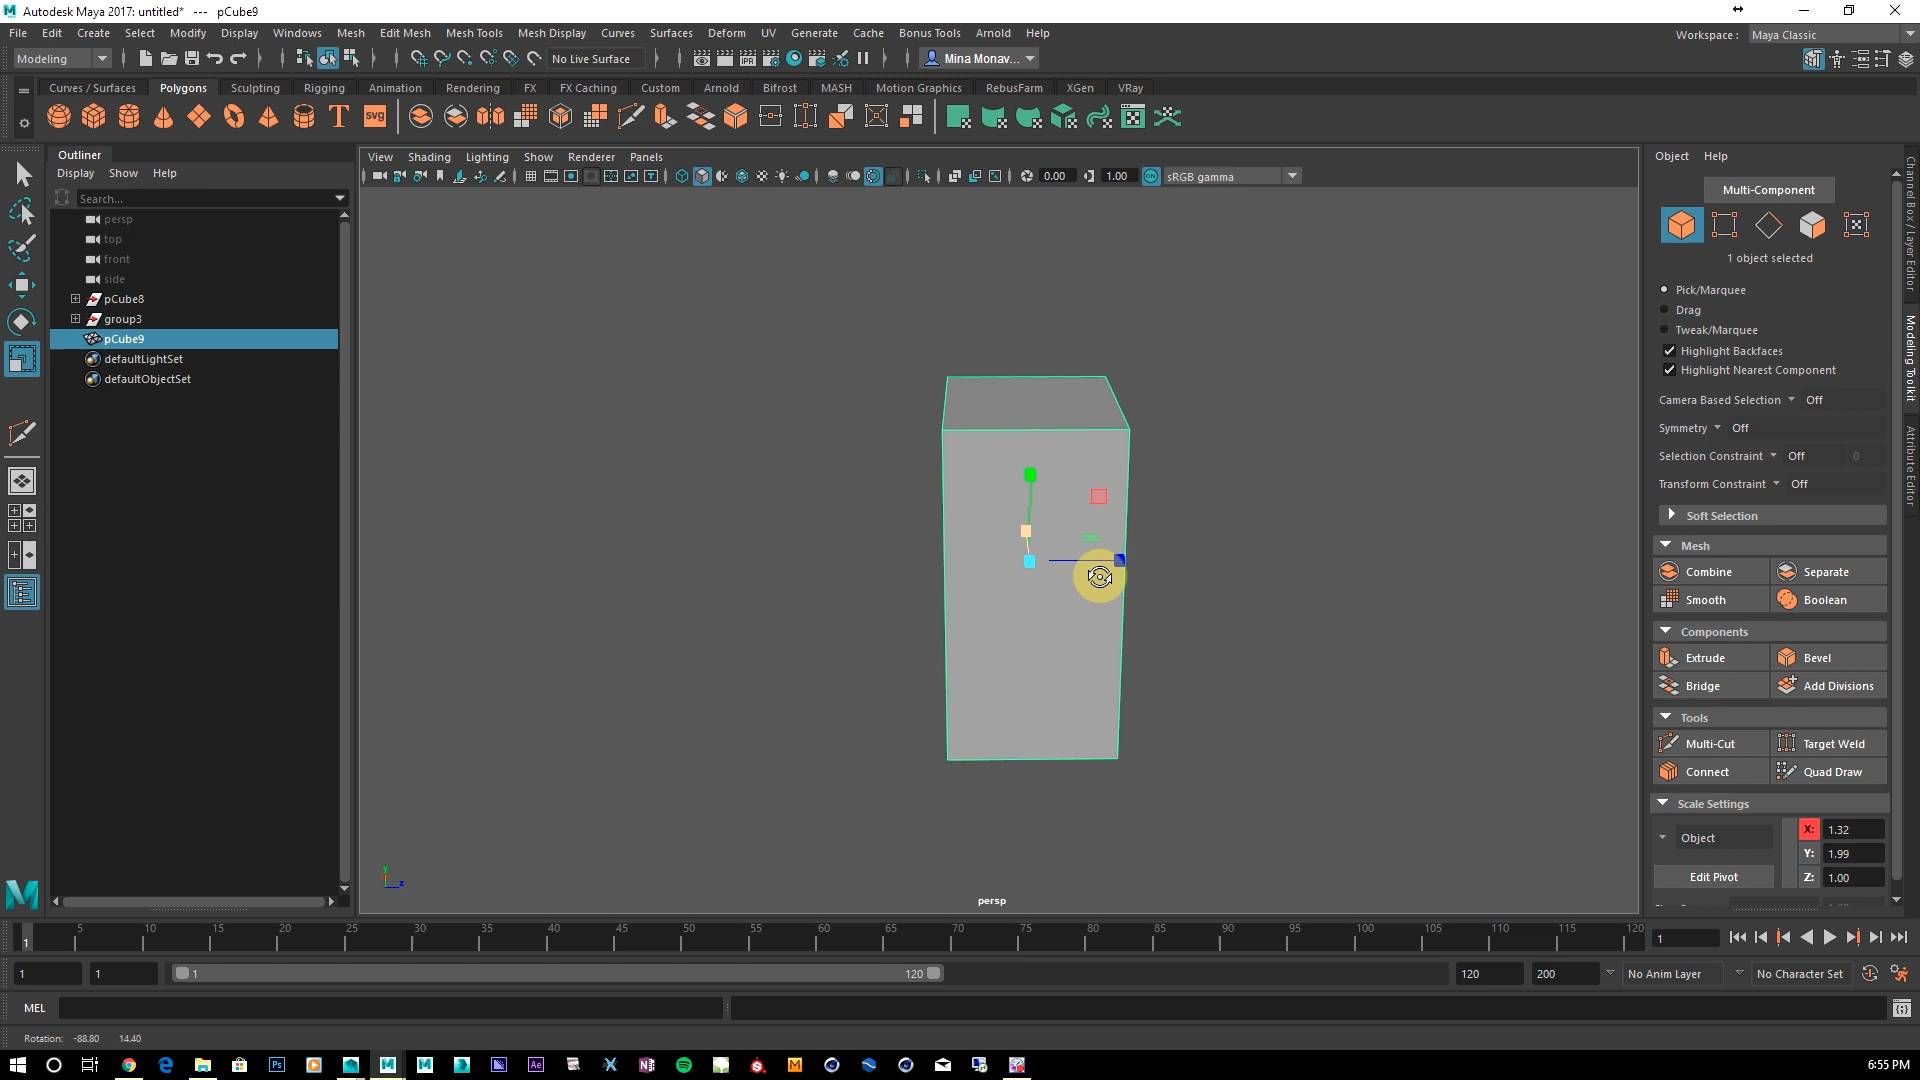 Autodesk Maya 2017: untitled* --- pCube9
File Edit Create Select Modify Display Windows Mesh Edit Mesh Mesh Tools Mesh Display Curves Surfaces Deform UV Generate Cache Bonus Tools Arnold Help
Workspace : Maya Classic
Modeling No Live Surface Mina Monav...
Curves / Surfaces Polygons Sculpting Rigging Animation Rendering FX FX Caching Custom Arnold Bifrost MASH Motion Graphics RebusFarm XGen VRay
Outliner
Display Show Help
Search...
persp
top
front
side
pCube8
group3
pCube9
defaultLightSet
defaultObjectSet
View Shading Lighting Show Renderer Panels
0.00 1.00 ON sRGB gamma
y
z
persp
Object Help
Multi-Component
1 object selected
Pick/Marquee
Drag
Tweak/Marquee
Highlight Backfaces
Highlight Nearest Component
Camera Based Selection Off
Symmetry Off
Selection Constraint Off 0
Transform Constraint Off
Soft Selection
Mesh
Combine Separate
Smooth Boolean
Components
Extrude Bevel
Bridge Add Divisions
Tools
Multi-Cut Target Weld
Connect Quad Draw
Scale Settings
Object X: 1.32
Y: 1.99
Edit Pivot Z: 1.00
Channel Box / Layer Editor
Modeling Toolkit
Attribute Editor
1 5 10 15 20 25 30 35 40 45 50 55 60 65 70 75 80 85 90 95 100 105 110 115 120 1
1 1 1 120 120 200 No Anim Layer No Character Set
MEL
Rotation: -88.80 14.40
6:55 PM